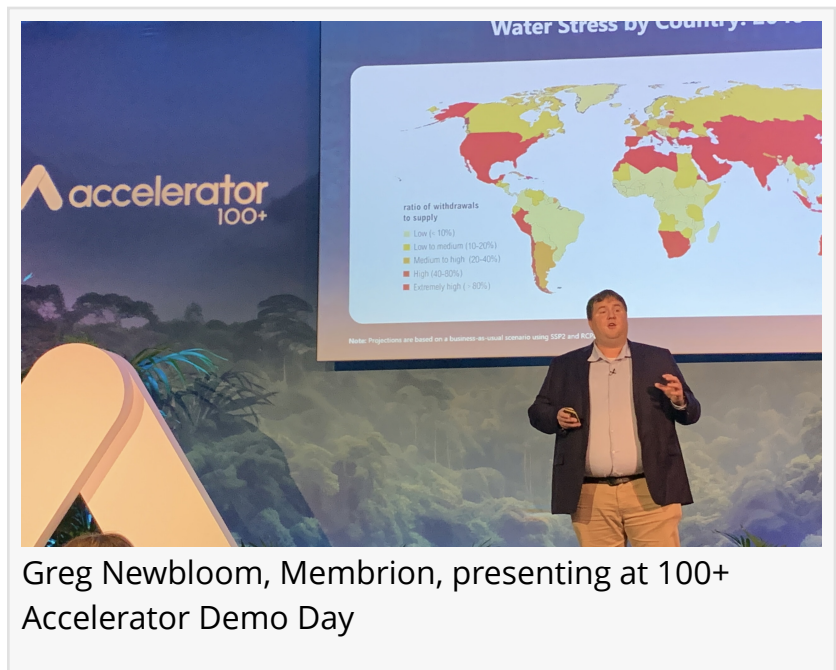 Water Stress by Country:
accelerator
100+
ratio of withdrawals
to supply
Low (< 10%)
Low to medium (10-20%)
Medium to high (20-40%)
High (40-80%)
Extremely high (> 80%)
Note: Projections are based on a business-as-usual scenario using SSP2 and
Greg Newbloom, Membrion, presenting at 100+
Accelerator Demo Day